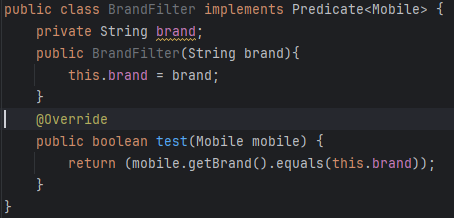 public class BrandFilter implements Predicate<Mobile> {
    private String brand;
    public BrandFilter(String brand){
        this.brand = brand;
    }
    @Override
    public boolean test(Mobile mobile) {
        return (mobile.getBrand().equals(this.brand));
    }
}